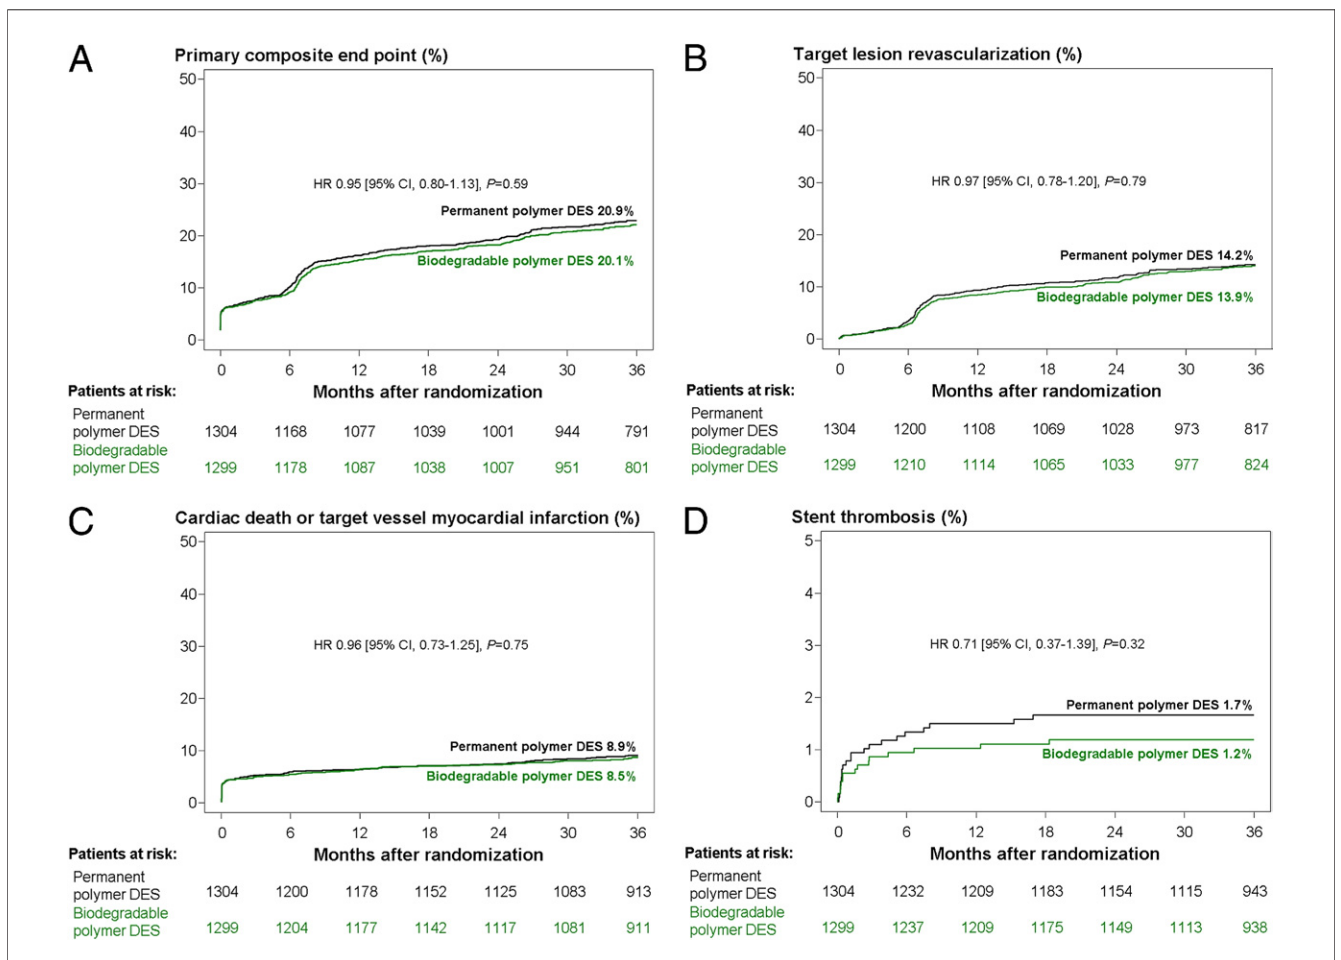 A
Primary composite end point (%)
50
40
30
20
10
0
HR 0.95 [95% CI, 0.80-1.13], P=0.59
Permanent polymer DES 20.9%
Biodegradable polymer DES 20.1%
0 6 12 18 24 30 36
Patients at risk: Months after randomization
Permanent
polymer DES 1304 1168 1077 1039 1001 944 791
Biodegradable
polymer DES 1299 1178 1087 1038 1007 951 801
B
Target lesion revascularization (%)
50
40
30
20
10
0
HR 0.97 [95% CI, 0.78-1.20], P=0.79
Permanent polymer DES 14.2%
Biodegradable polymer DES 13.9%
0 6 12 18 24 30 36
Patients at risk: Months after randomization
Permanent
polymer DES 1304 1200 1108 1069 1028 973 817
Biodegradable
polymer DES 1299 1210 1114 1065 1033 977 824
C
Cardiac death or target vessel myocardial infarction (%)
50
40
30
20
10
0
HR 0.96 [95% CI, 0.73-1.25], P=0.75
Permanent polymer DES 8.9%
Biodegradable polymer DES 8.5%
0 6 12 18 24 30 36
Patients at risk: Months after randomization
Permanent
polymer DES 1304 1200 1178 1152 1125 1083 913
Biodegradable
polymer DES 1299 1204 1177 1142 1117 1081 911
D
Stent thrombosis (%)
5
4
3
2
1
0
HR 0.71 [95% CI, 0.37-1.39], P=0.32
Permanent polymer DES 1.7%
Biodegradable polymer DES 1.2%
0 6 12 18 24 30 36
Patients at risk: Months after randomization
Permanent
polymer DES 1304 1232 1209 1183 1154 1115 943
Biodegradable
polymer DES 1299 1237 1209 1175 1149 1113 938